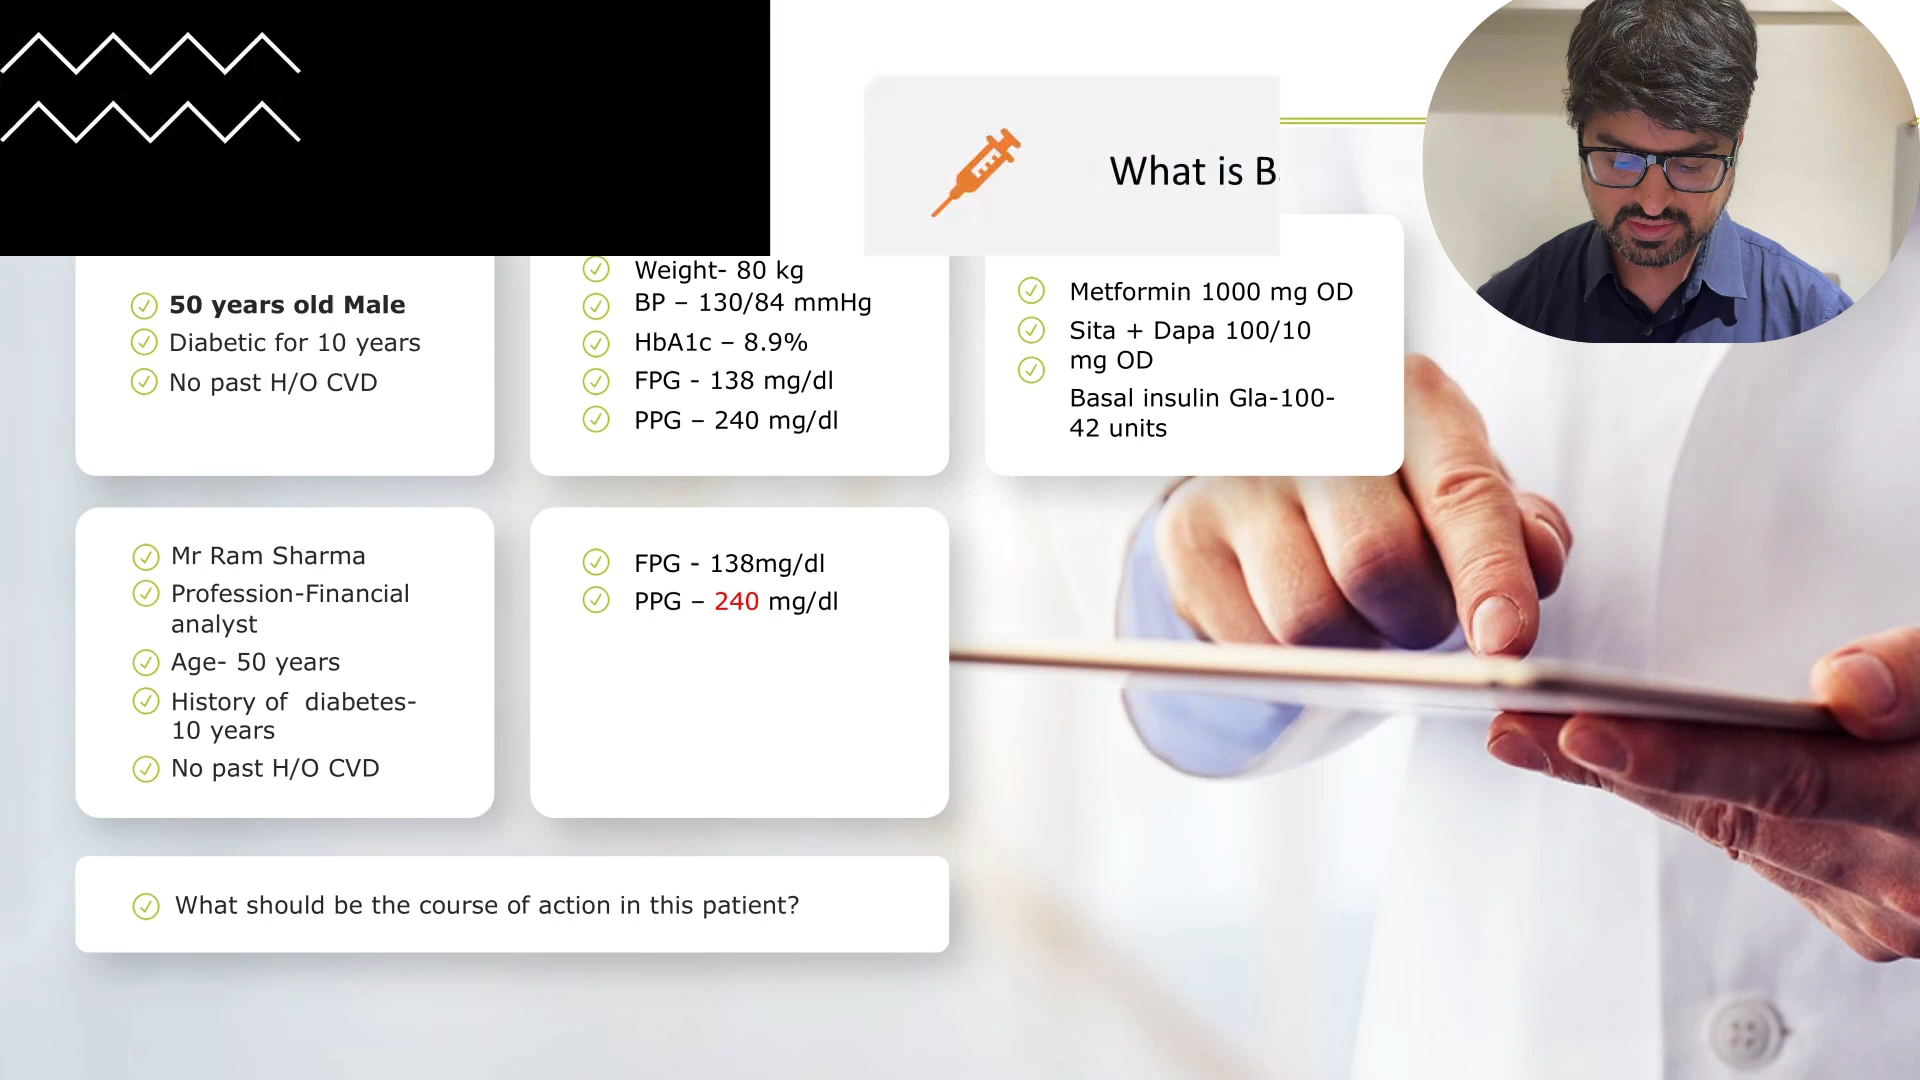 What is B
50 years old Male
Diabetic for 10 years
No past H/O CVD
Weight- 80 kg
BP – 130/84 mmHg
HbA1c – 8.9%
FPG - 138 mg/dl
PPG – 240 mg/dl
Metformin 1000 mg OD
Sita + Dapa 100/10
mg OD
Basal insulin Gla-100-
42 units
Mr Ram Sharma
Profession-Financial
analyst
Age- 50 years
History of  diabetes-
10 years
No past H/O CVD
FPG - 138mg/dl
PPG – 240 mg/dl
What should be the course of action in this patient?